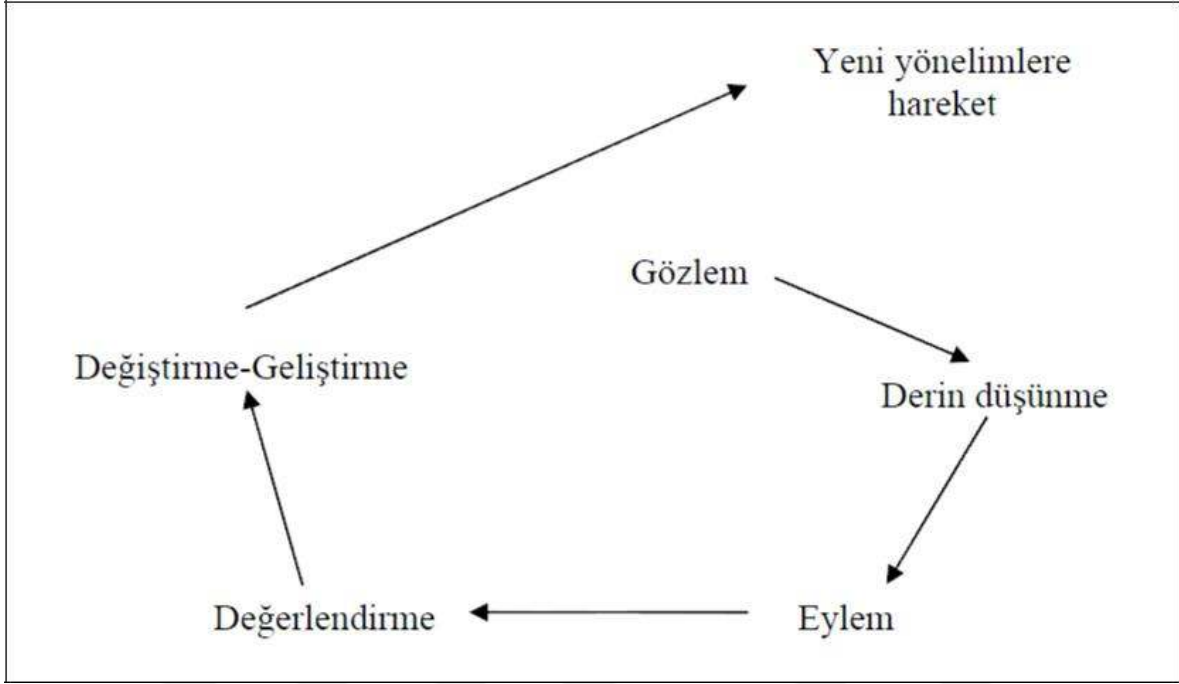 Yeni yönelimlere
hareket
Gözlem
Değiştirme-Geliştirme
Derin düşünme
Değerlendirme
Eylem